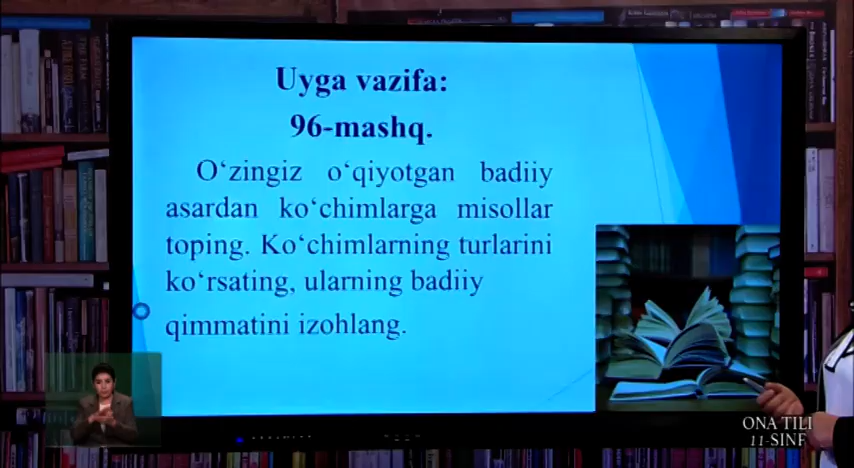 Uyga vazifa:
96-mashq.
O‘zingiz o‘qiyotgan badiiy
asardan ko‘chimlarga misollar
toping. Ko‘chimlarning turlarini
ko‘rsating, ularning badiiy
qimmatini izohlang.
ONA TILI
11-SINF